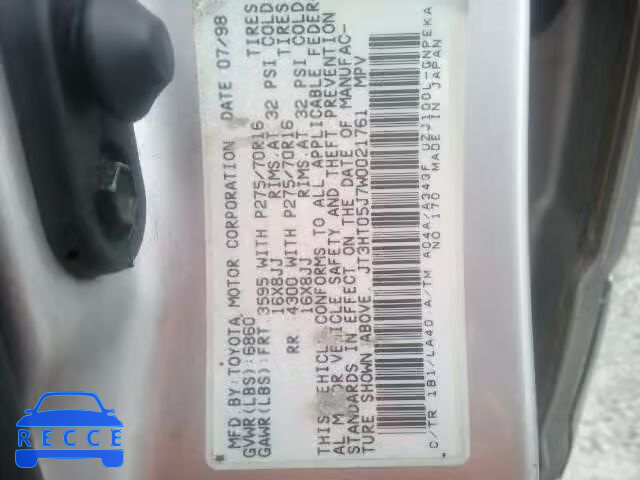 * MFD. BY: TOYOTA MOTOR CORPORATION DATE 07/98
GVWR(LBS): 6860
GAWR(LBS): FRT 3595 WITH P275/70R16 TIRES
16X8JJ RIMS. AT 32 PSI COLD
RR 4300 WITH P275/70R16 TIRES
16X8JJ RIMS. AT 32 PSI COLD
THIS VEHICL CONFORMS TO ALL APPLICABLE FEDER
AL M OR VEHICLE SAFETY AND THEFT PREVENTION
STANDARDS IN EFFECT ON THE DATE OF MANUFAC-
TURE SHOWN ABOVE. JT3HT05J7W0021761 MPV
*
C/TR 1B1/LA40 A/TM A04A/A343F UZJ100L-GNPEKA
NO.170 MADE IN JAPAN
RECCE